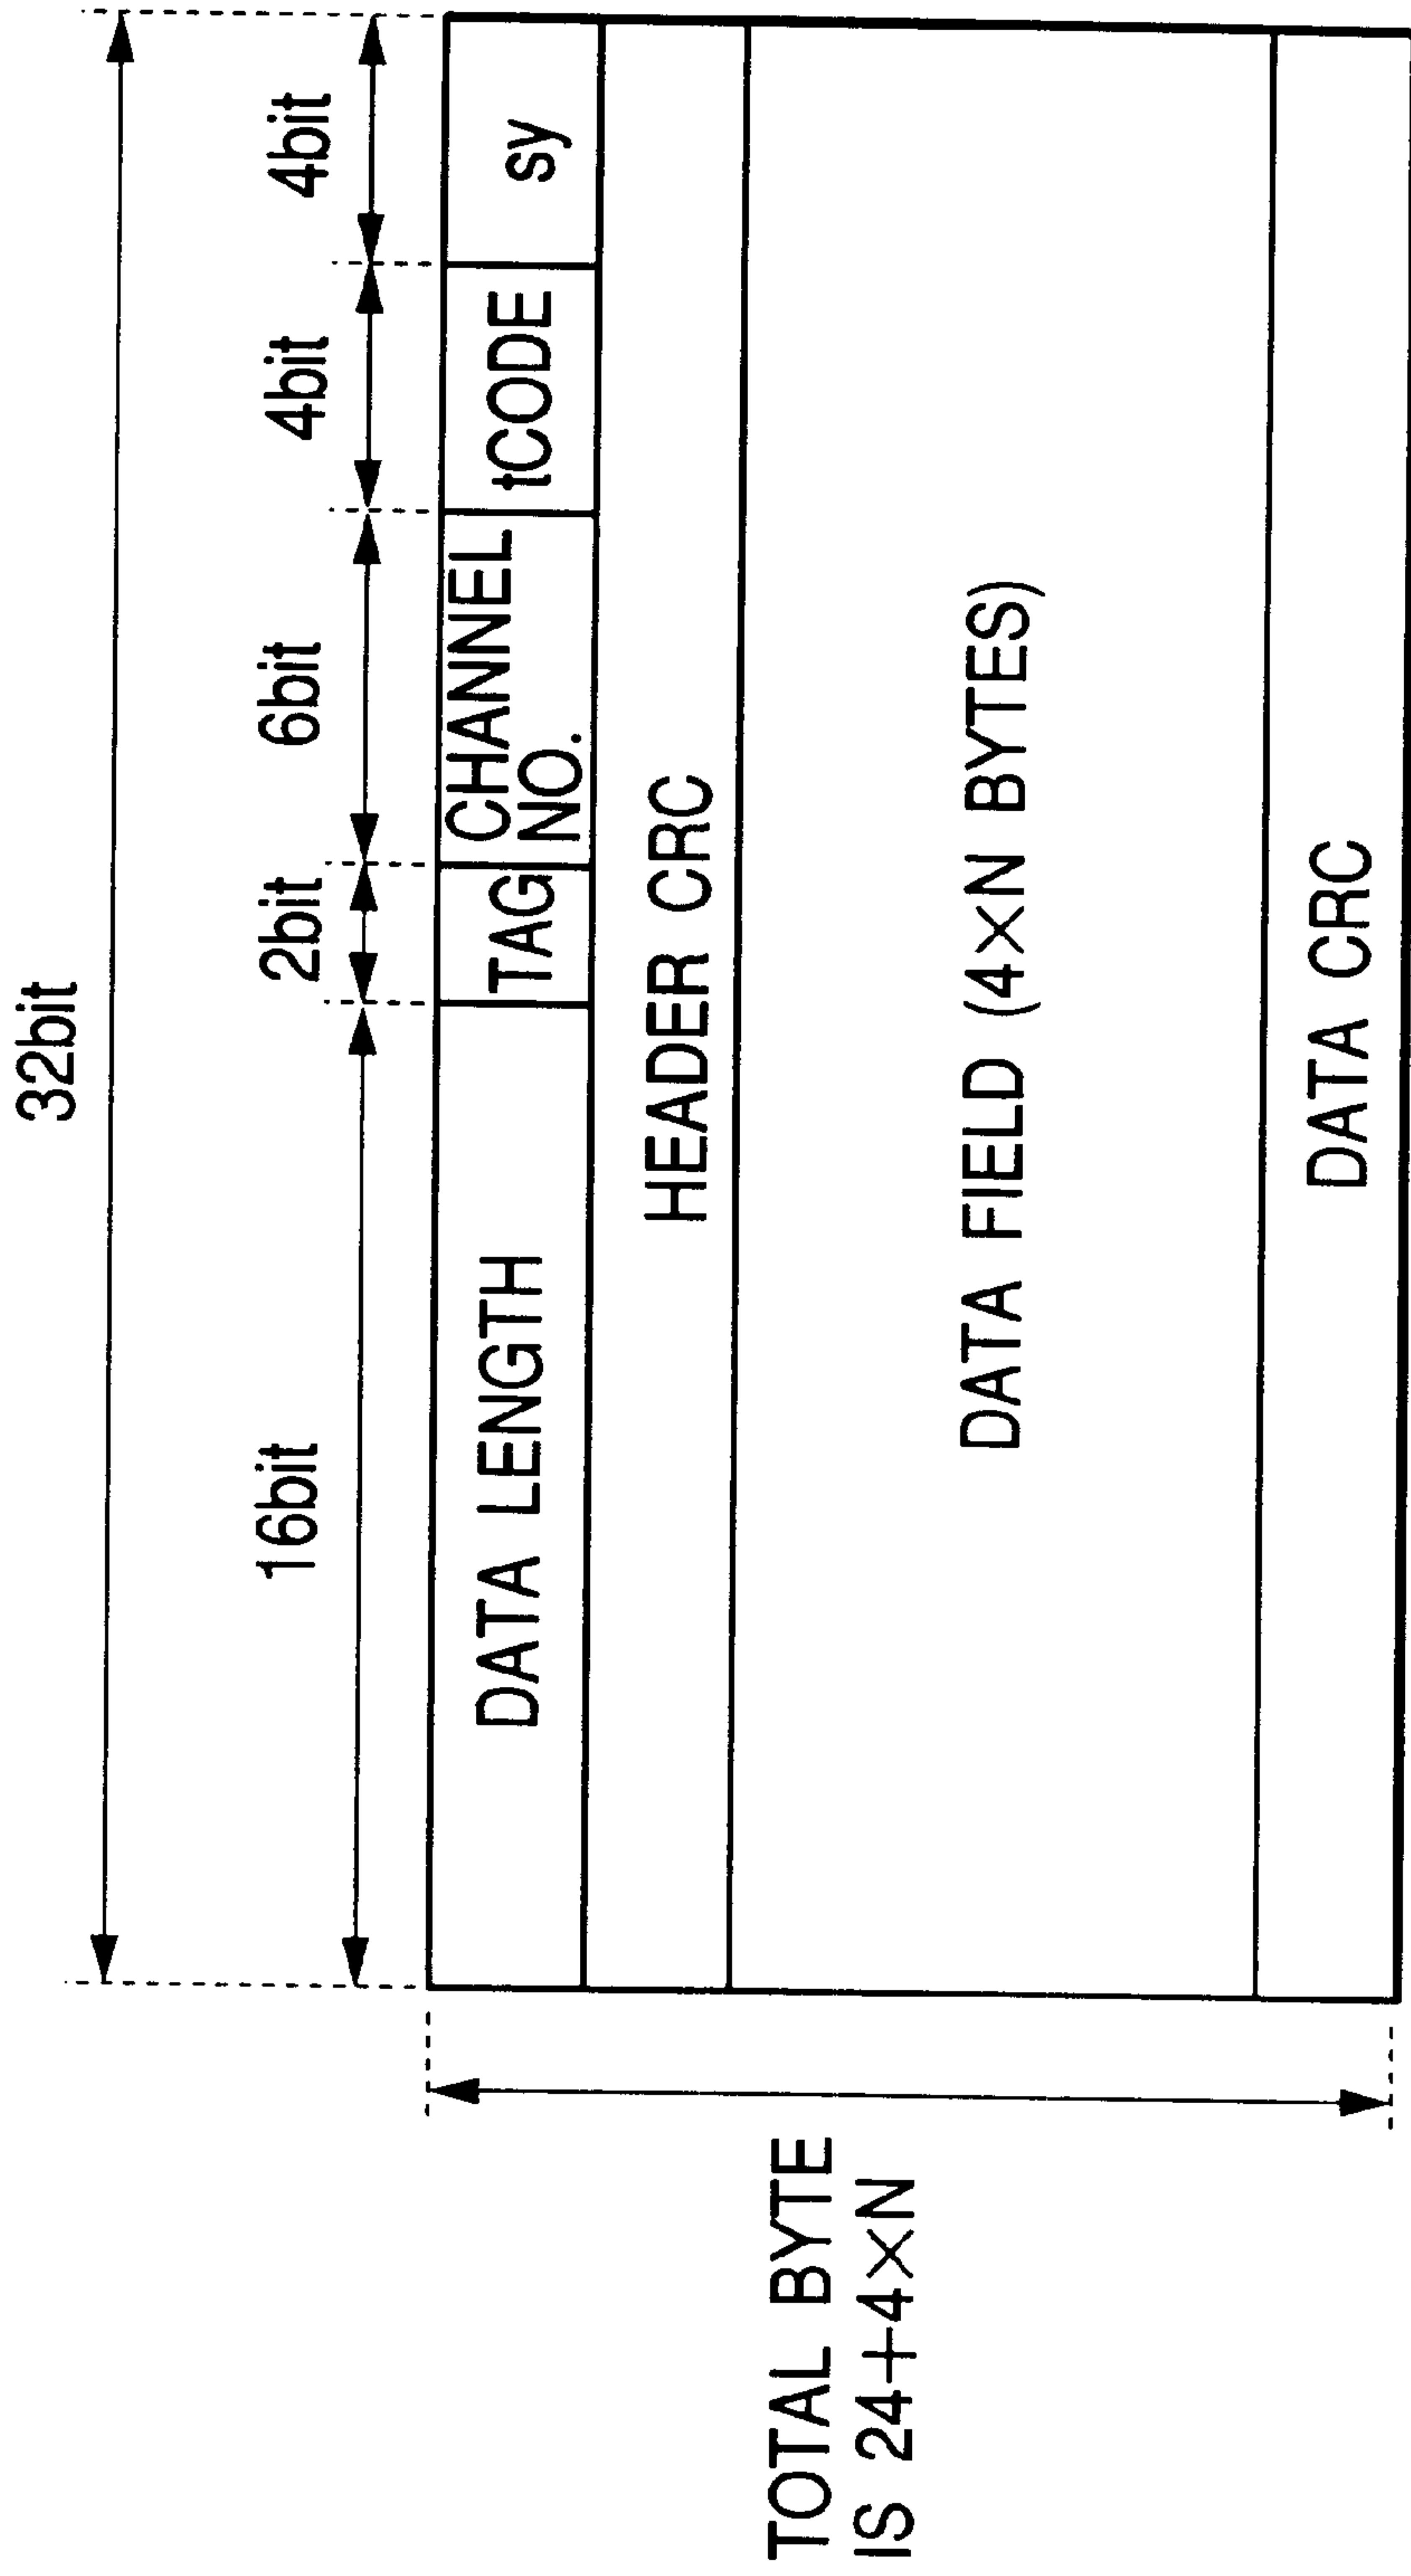 32bit
16bit
2bit
6bit
4bit
4bit
DATA LENGTH
TAG
CHANNEL
NO.
tCODE
sy
HEADER CRC
DATA FIELD (4×N BYTES)
DATA CRC
TOTAL BYTE
IS 24+4×N